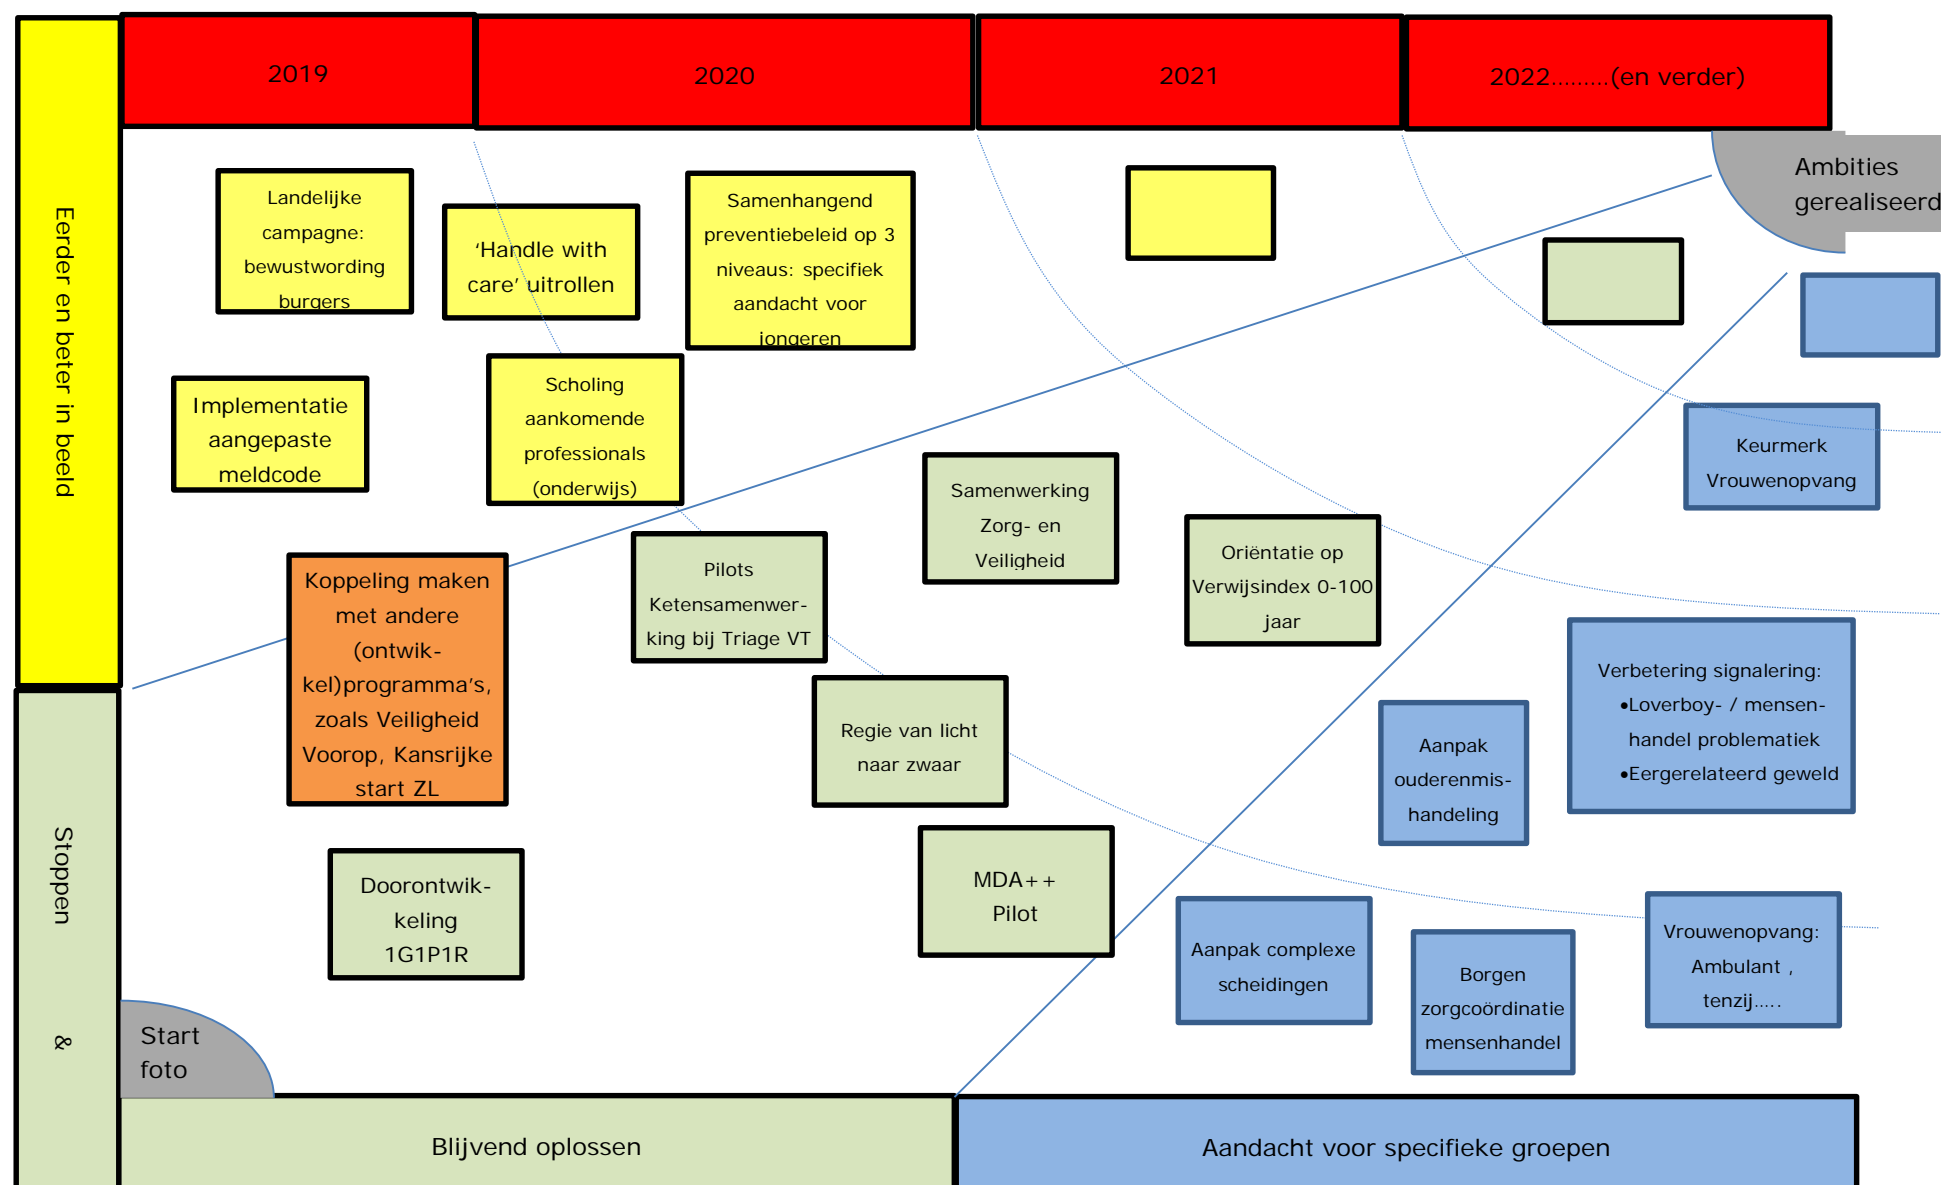 2019
2020
2021
2022.........(en verder)
Eerder en beter in beeld
Ambities
gerealiseerd
Landelijke
campagne:
bewustwording
burgers
‘Handle with
care’ uitrollen
Samenhangend
preventiebeleid op 3
niveaus: specifiek
aandacht voor
jongeren
Implementatie
aangepaste
meldcode
Scholing
aankomende
professionals
(onderwijs)
Keurmerk
Vrouwenopvang
Samenwerking
Zorg- en
Veiligheid
Oriëntatie op
Verwijsindex 0-100
jaar
Koppeling maken
met andere
(ontwik-
kel)programma’s,
zoals Veiligheid
Voorop, Kansrijke
start ZL
Pilots
Ketensamenwer-
king bij Triage VT
Regie van licht
naar zwaar
Verbetering signalering:
•Loverboy- / mensen-
handel problematiek
•Eergerelateerd geweld
Aanpak
ouderenmis-
handeling
Stoppen &
Doorontwik-
keling
1G1P1R
MDA++
Pilot
Aanpak complexe
scheidingen
Borgen
zorgcoördinatie
mensenhandel
Vrouwenopvang:
Ambulant ,
tenzij.....
Start
foto
Blijvend oplossen
Aandacht voor specifieke groepen